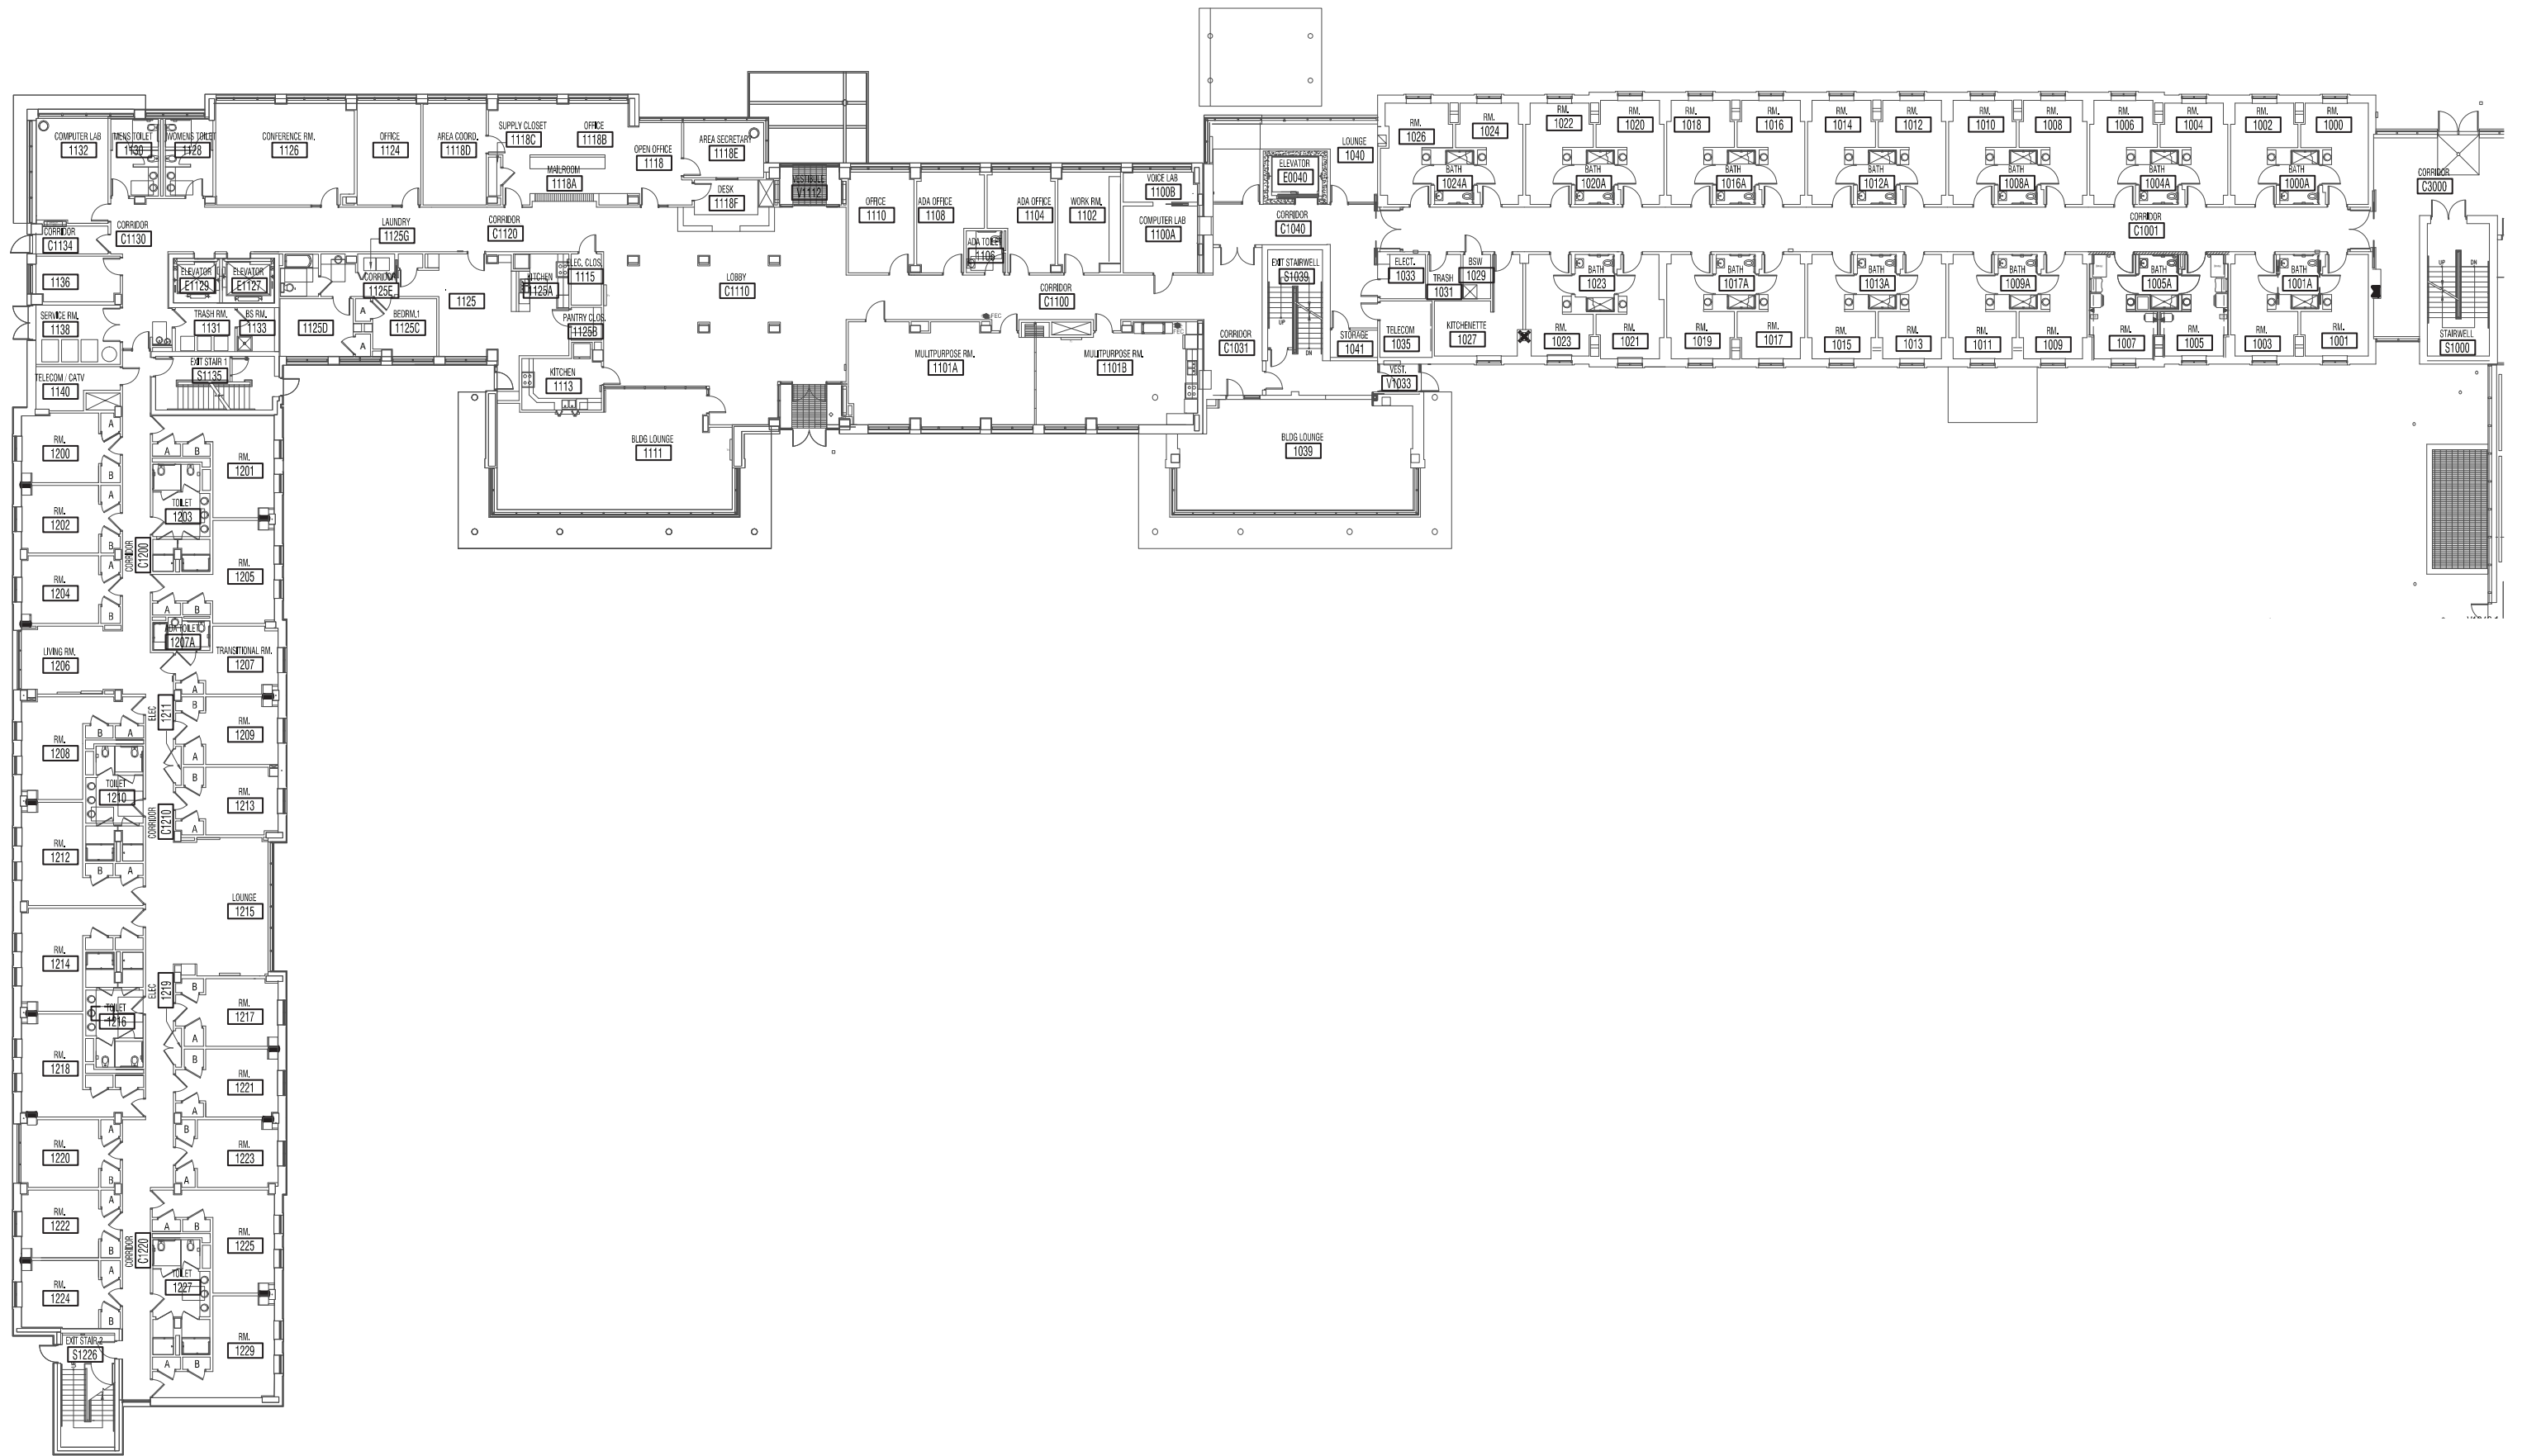 COMPUTER LAB
1132
MENS TOILET
1130
WOMENS TOILET
1128
CONFERENCE RM.
1126
OFFICE
1124
AREA COORD.
1118D
SUPPLY CLOSET
1118C
OFFICE
1118B
OPEN OFFICE
1118
MAILROOM
1118A
AREA SECRETARY
1118E
DESK
1118F
VESTIBULE
V1112
OFFICE
1110
ADA OFFICE
1108
ADA TOILET
1106
ADA OFFICE
1104
WORK RM.
1102
VOICE LAB
1100B
COMPUTER LAB
1100A
ELEVATOR
E0040
LOUNGE
1040
CORRIDOR
C1040
RM.
1026
RM.
1024
RM.
1022
RM.
1020
RM.
1018
RM.
1016
RM.
1014
RM.
1012
RM.
1010
RM.
1008
RM.
1006
RM.
1004
RM.
1002
RM.
1000
BATH
1024A
BATH
1020A
BATH
1016A
BATH
1012A
BATH
1008A
BATH
1004A
BATH
1000A
CORRIDOR
C3000
CORRIDOR
C1001
CORRIDOR
C1134
CORRIDOR
C1130
LAUNDRY
1125G
CORRIDOR
C1120
1136
ELEVATOR
E1129
ELEVATOR
E1127
CORRIDOR
1125E
1125
KITCHEN
1125A
ELEC. CLOS.
1115
LOBBY
C1110
CORRIDOR
C1100
EXIT STAIRWELL
S1039
UP
DN
ELECT.
1033
TRASH
1031
BSW
1029
BATH
1023
BATH
1017A
BATH
1013A
BATH
1009A
BATH
1005A
BATH
1001A
UP
DN
SERVICE RM.
1138
TRASH RM.
1131
BS RM.
1133
1125D
A
A
BEDRM.1
1125C
PANTRY CLOS.
1125B
FEC
FEC
MULITPURPOSE RM.
1101A
MULITPURPOSE RM.
1101B
CORRIDOR
C1031
STORAGE
1041
TELECOM
1035
KITCHENETTE
1027
RM.
1023
RM.
1021
RM.
1019
RM.
1017
RM.
1015
RM.
1013
RM.
1011
RM.
1009
RM.
1007
RM.
1005
RM.
1003
RM.
1001
STAIRWELL
S1000
TELECOM / CATV
1140
EXIT STAIR 1
S1135
KITCHEN
1113
VEST.
V1033
BLDG LOUNGE
1111
BLDG LOUNGE
1039
A
RM.
1200
B
A
B
RM.
1201
A
RM.
1202
B
TOILET
1203
CORRIDOR
C1200
A
RM.
1204
B
RM.
1205
A
B
ADA TOILET
1207A
LIVING RM.
1206
TRANSITIONAL RM.
1207
A
ELEC
1211
B
RM.
1209
A
RM.
1208
B
A
TOILET
1210
B
RM.
1213
A
CORRIDOR
C1210
RM.
1212
B
A
LOUNGE
1215
RM.
1214
ELEC
1219
B
RM.
1217
A
TOILET
1216
RM.
1218
B
RM.
1221
A
A
RM.
1220
B
B
RM.
1223
A
A
RM.
1222
B
CORRIDOR
C1220
A
B
RM.
1225
TOILET
1227
A
RM.
1224
B
EXIT STAIR 2
S1226
RM.
1229
A
B